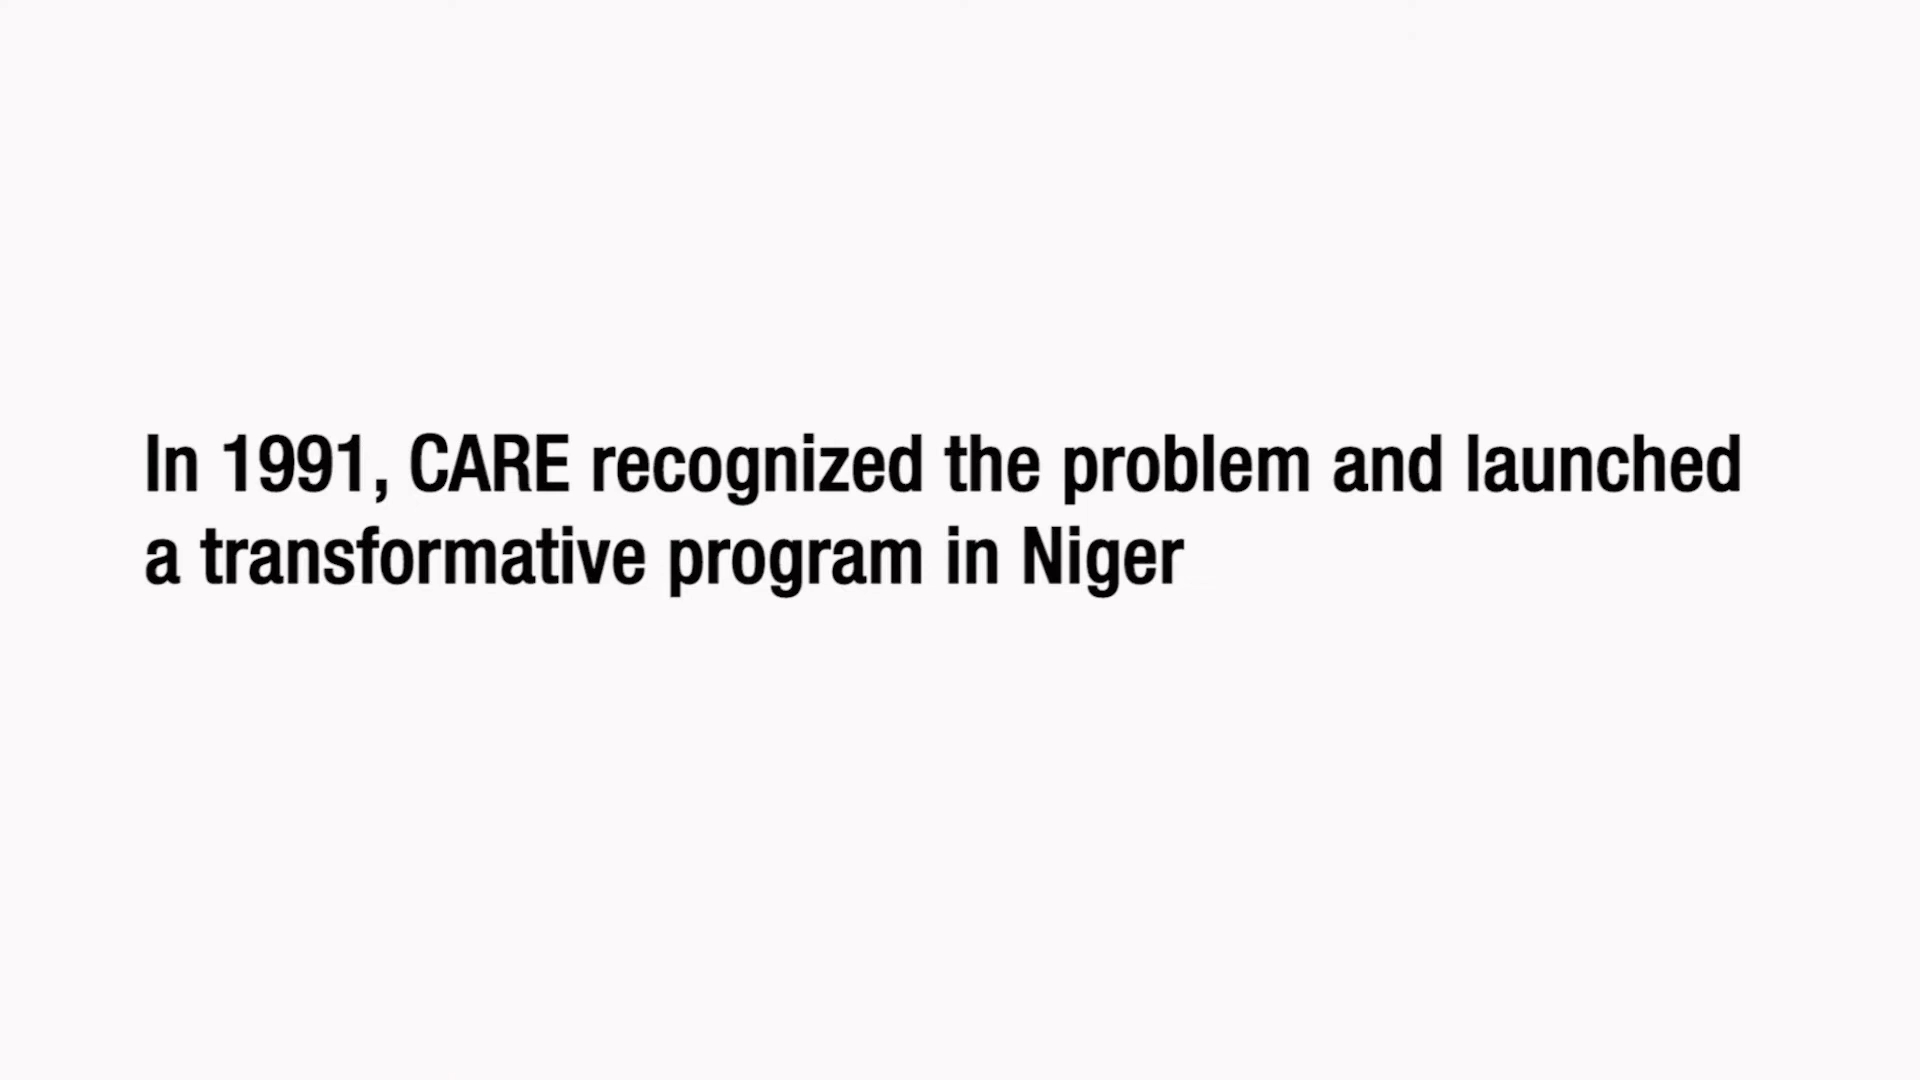 In 1991, CARE recognized the problem and launched
a transformative program in Niger